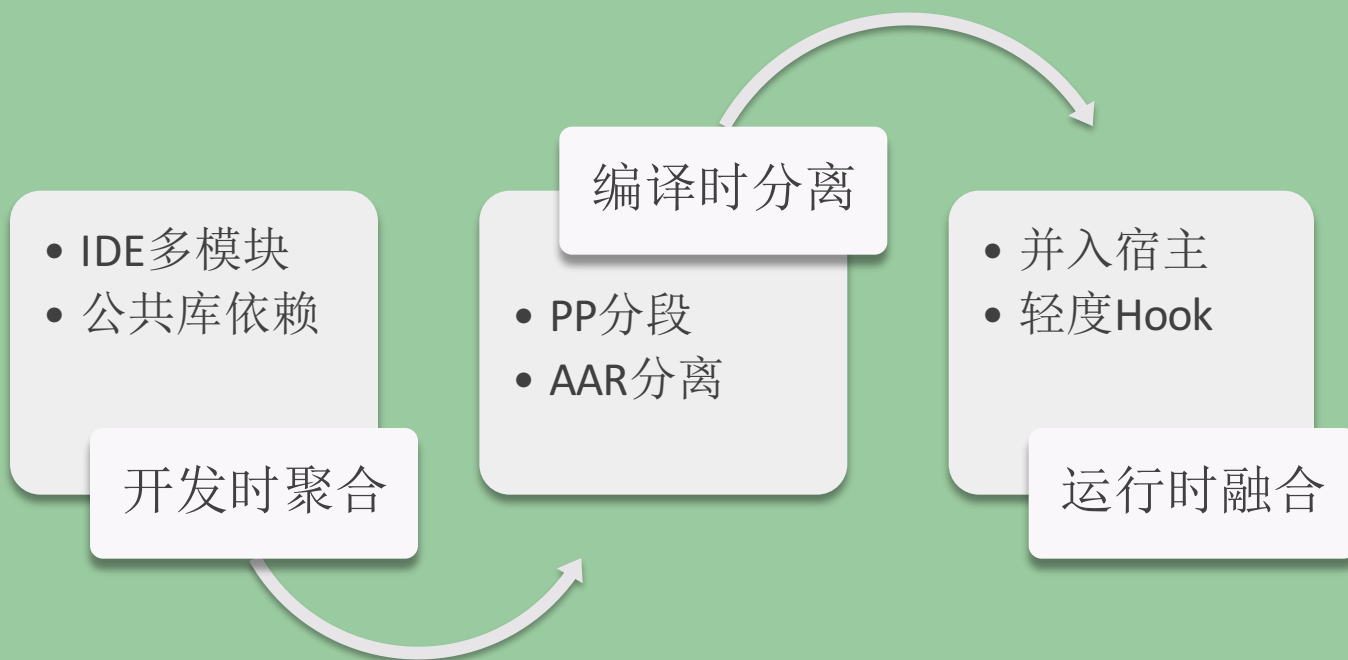 • IDE多模块
• 公共库依赖
开发时聚合
编译时分离
• PP分段
• AAR分离
• 并入宿主
• 轻度Hook
运行时融合